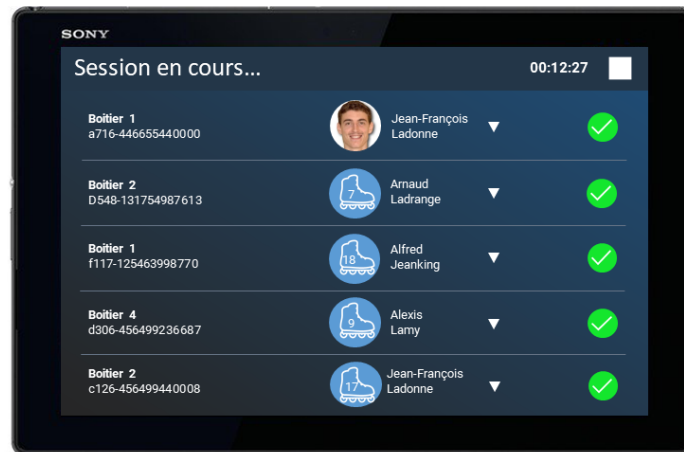 SONY
Session en cours... 00:12:27
Boitier 1
a716-446655440000
Jean-François
Ladonne
Boitier 2
D548-131754987613
7
Arnaud
Ladrange
Boitier 1
f117-125463998770
18
Alfred
Jeanking
Boitier 4
d306-456499236687
9
Alexis
Lamy
Boitier 2
c126-456499440008
17
Jean-François
Ladonne